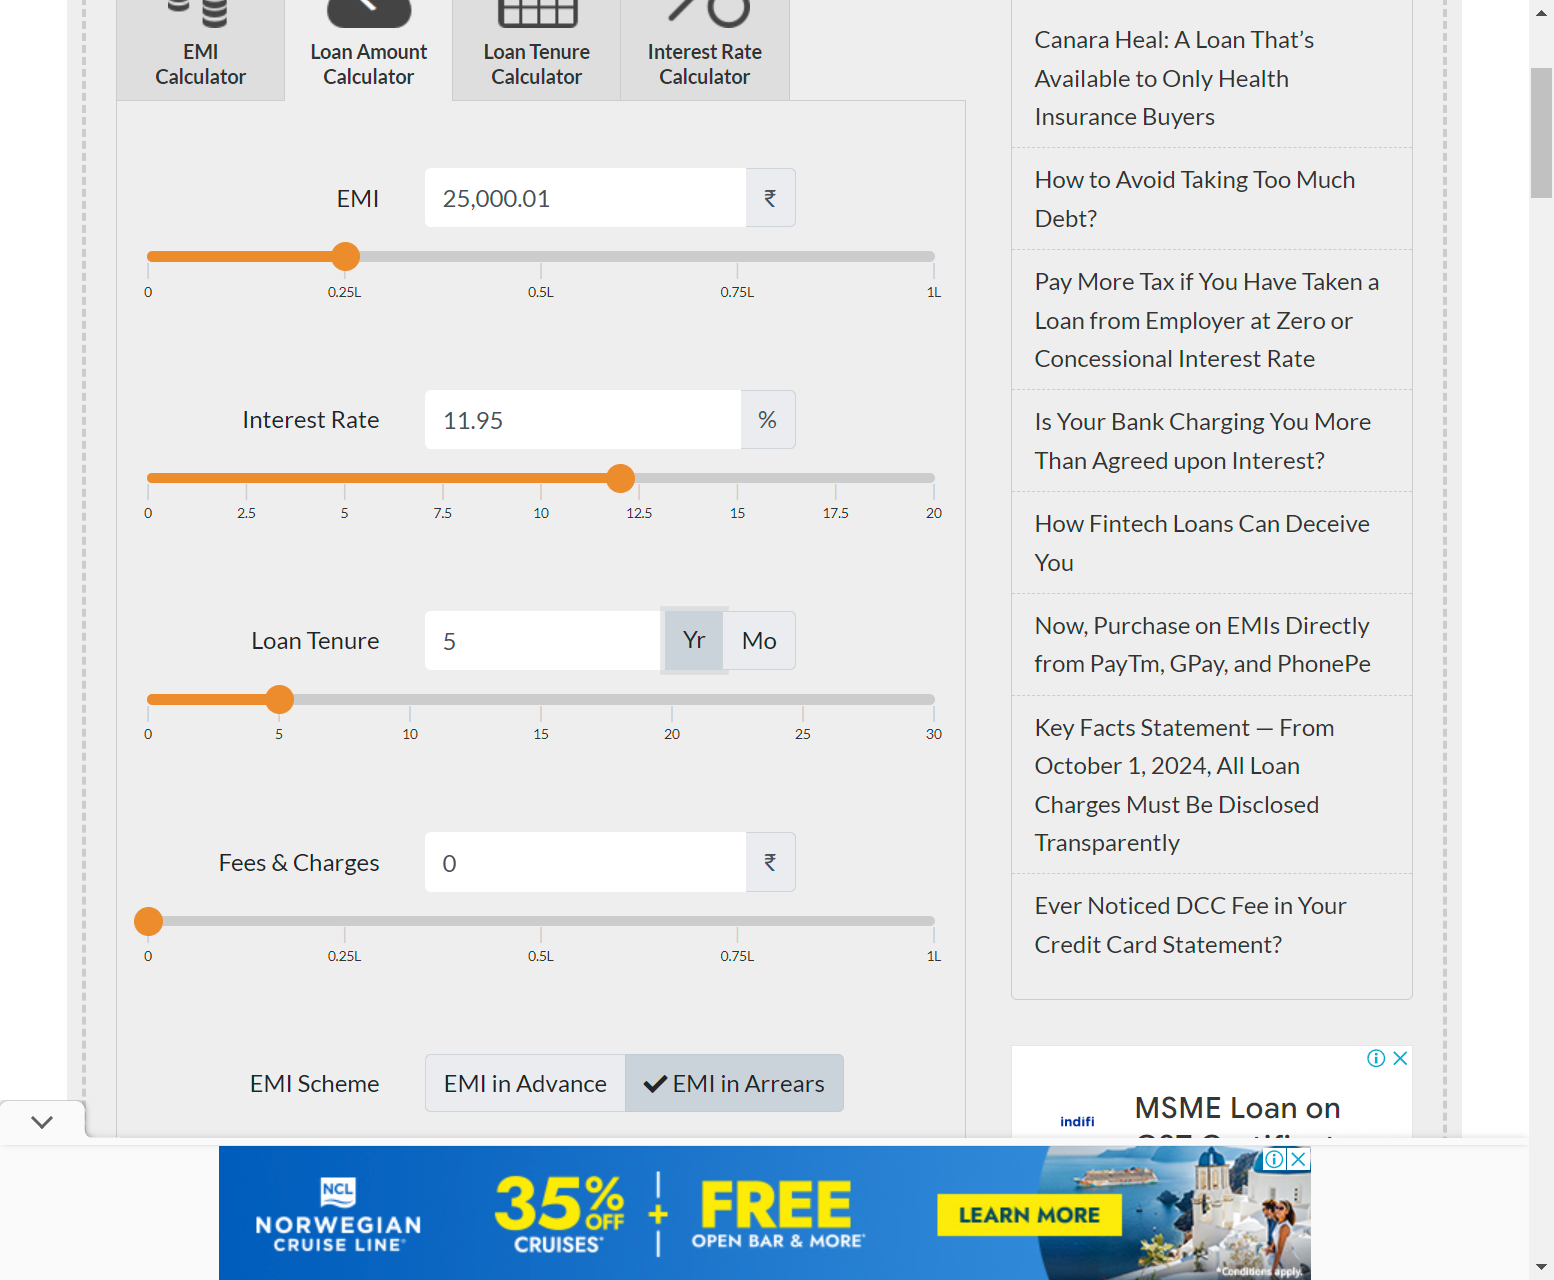 EMI
Calculator
Loan Amount
Calculator
Loan Tenure
Calculator
Interest Rate
Calculator
EMI
25,000.01
₹
0
0.25L
0.5L
0.75L
1L
Interest Rate
11.95
%
0
2.5
5
7.5
10
12.5
15
17.5
20
Loan Tenure
5
Yr
Mo
0
5
10
15
20
25
30
Fees & Charges
0
₹
0
0.25L
0.5L
0.75L
1L
EMI Scheme
EMI in Advance
EMI in Arrears
Canara Heal: A Loan That’s
Available to Only Health
Insurance Buyers
How to Avoid Taking Too Much
Debt?
Pay More Tax if You Have Taken a
Loan from Employer at Zero or
Concessional Interest Rate
Is Your Bank Charging You More
Than Agreed upon Interest?
How Fintech Loans Can Deceive
You
Now, Purchase on EMIs Directly
from PayTm, GPay, and PhonePe
Key Facts Statement — From
October 1, 2024, All Loan
Charges Must Be Disclosed
Transparently
Ever Noticed DCC Fee in Your
Credit Card Statement?
indifi
MSME Loan on
NCL
NORWEGIAN
CRUISE LINE®
35% OFF
CRUISES*
+
FREE
OPEN BAR & MORE*
LEARN MORE
*Conditions apply.